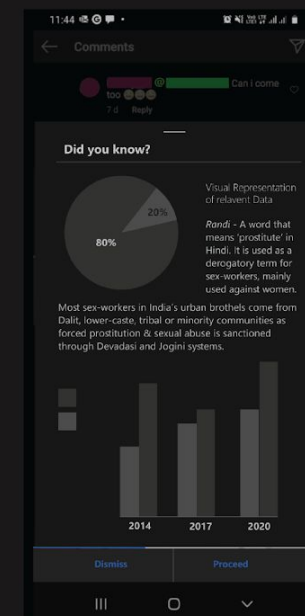 11:44
Comments
@ Can i come
too 😄😄😄
7 d Reply
Did you know?
20%
80%
Visual Representation
of relavent Data
Randi - A word that
means 'prostitute' in
Hindi. It is used as a
derogatory term for
sex-workers, mainly
used against women.
Most sex-workers in India's urban brothels come from
Dalit, lower-caste, tribal or minority communities as
forced prostitution & sexual abuse is sanctioned
through Devadasi and Jogini systems.
2014 2017 2020
Dismiss Proceed